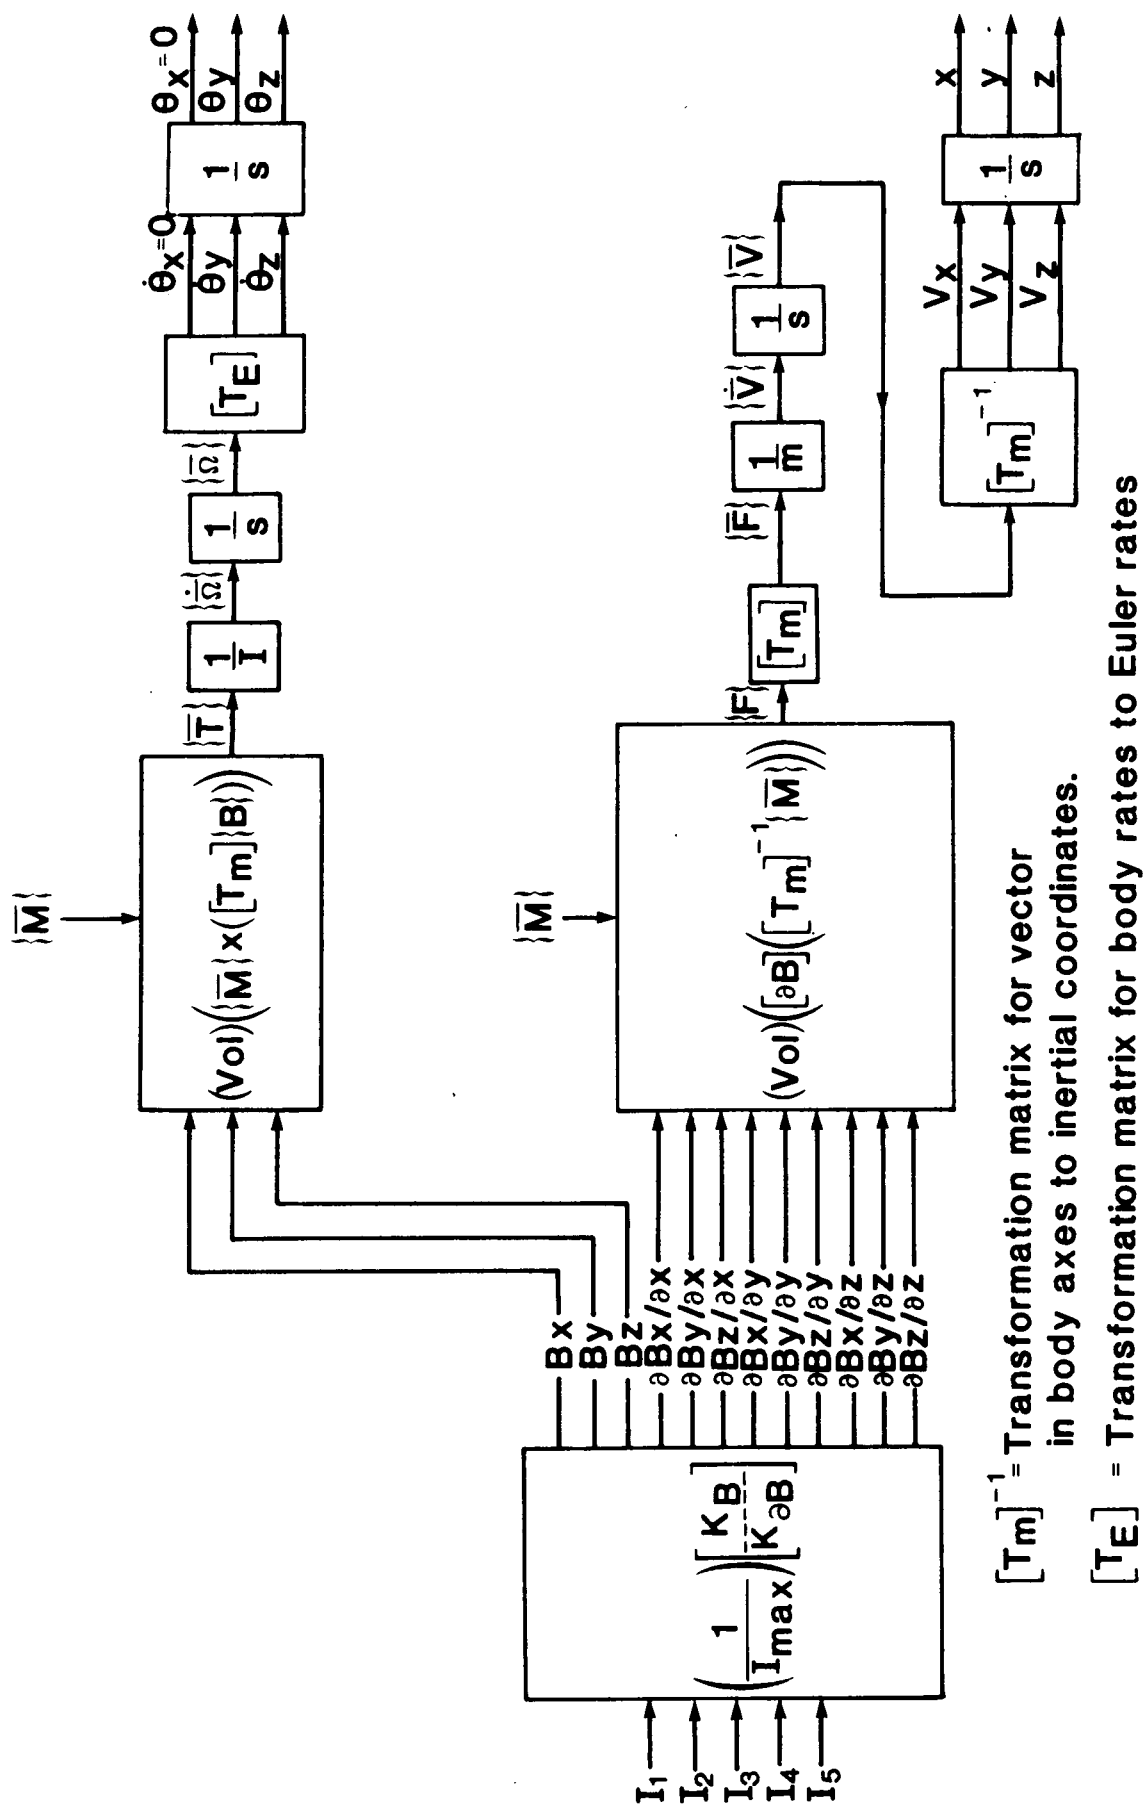 I1
I2
I3
I4
I5
(1/Imax)[KB / K∂B]
Bx
By
Bz
∂Bx/∂x
∂By/∂x
∂Bz/∂x
∂Bx/∂y
∂By/∂y
∂Bz/∂y
∂Bx/∂z
∂By/∂z
∂Bz/∂z
{M̅}
(Vol)({M̅}x([Tm]{B}))
{T̅}
1/I
{Ω̅̇}
1/s
{Ω̅}
[TE]
θ̇x=0
θ̇y
θ̇z
1/s
θx=0
θy
θz
{M̅}
(Vol)([∂B]([Tm]⁻¹{M̅}))
{F̅}
[Tm]
{F̅}
1/m
{V̅̇}
1/s
{V̅}
[Tm]⁻¹
Vx
Vy
Vz
1/s
x
y
z
[Tm]⁻¹=Transformation matrix for vector
in body axes to inertial coordinates.
[TE] = Transformation matrix for body rates to Euler rates